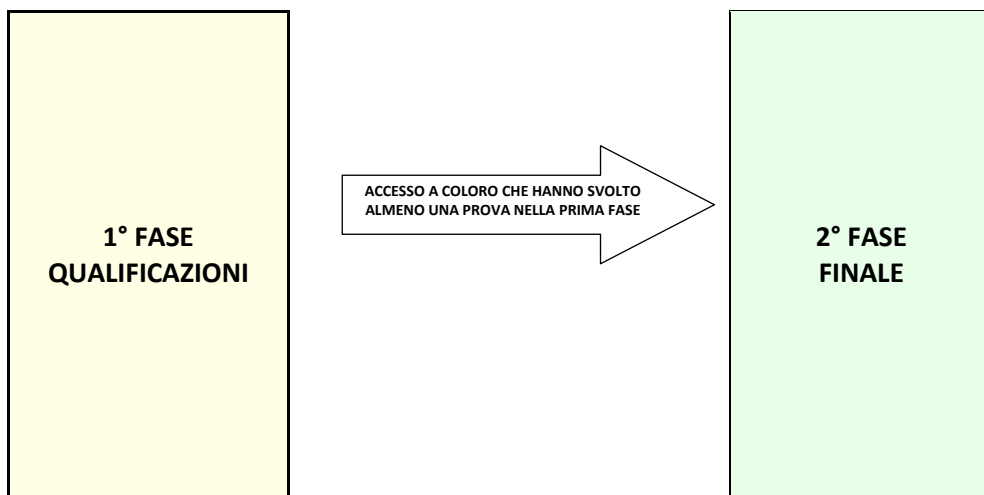 1° FASE
QUALIFICAZIONI
ACCESSO A COLORO CHE HANNO SVOLTO
ALMENO UNA PROVA NELLA PRIMA FASE
2° FASE
FINALE